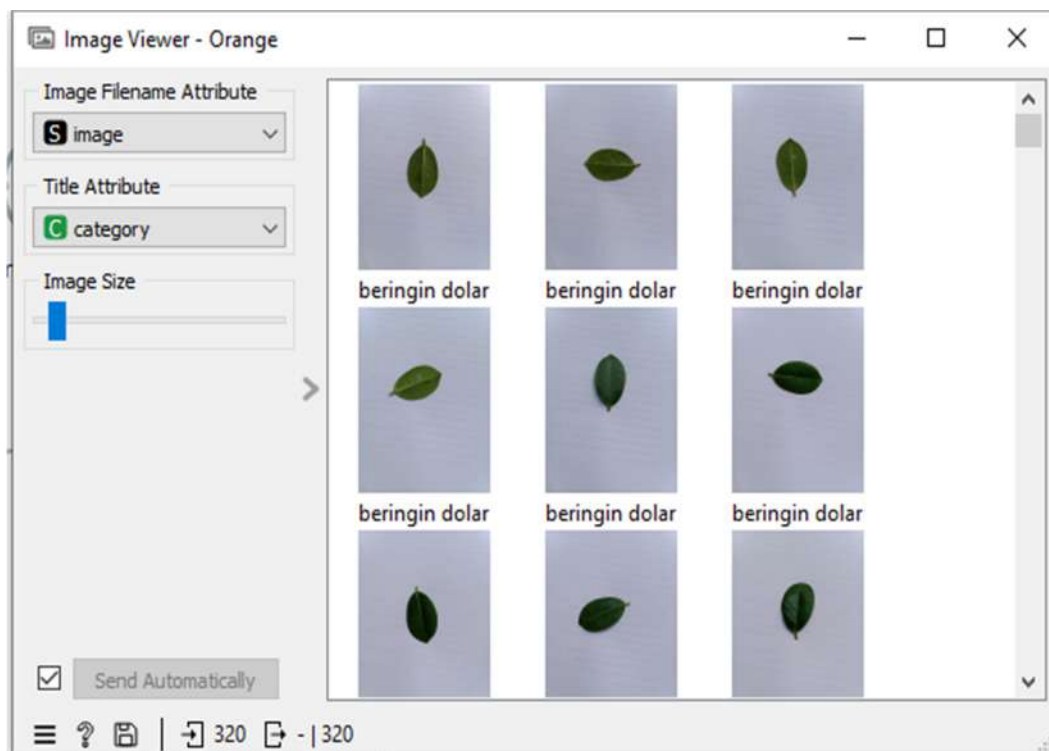 Image Viewer - Orange
Image Filename Attribute
S image
Title Attribute
C category
Image Size
Send Automatically
320 - | 320
beringin dolar beringin dolar beringin dolar
beringin dolar beringin dolar beringin dolar